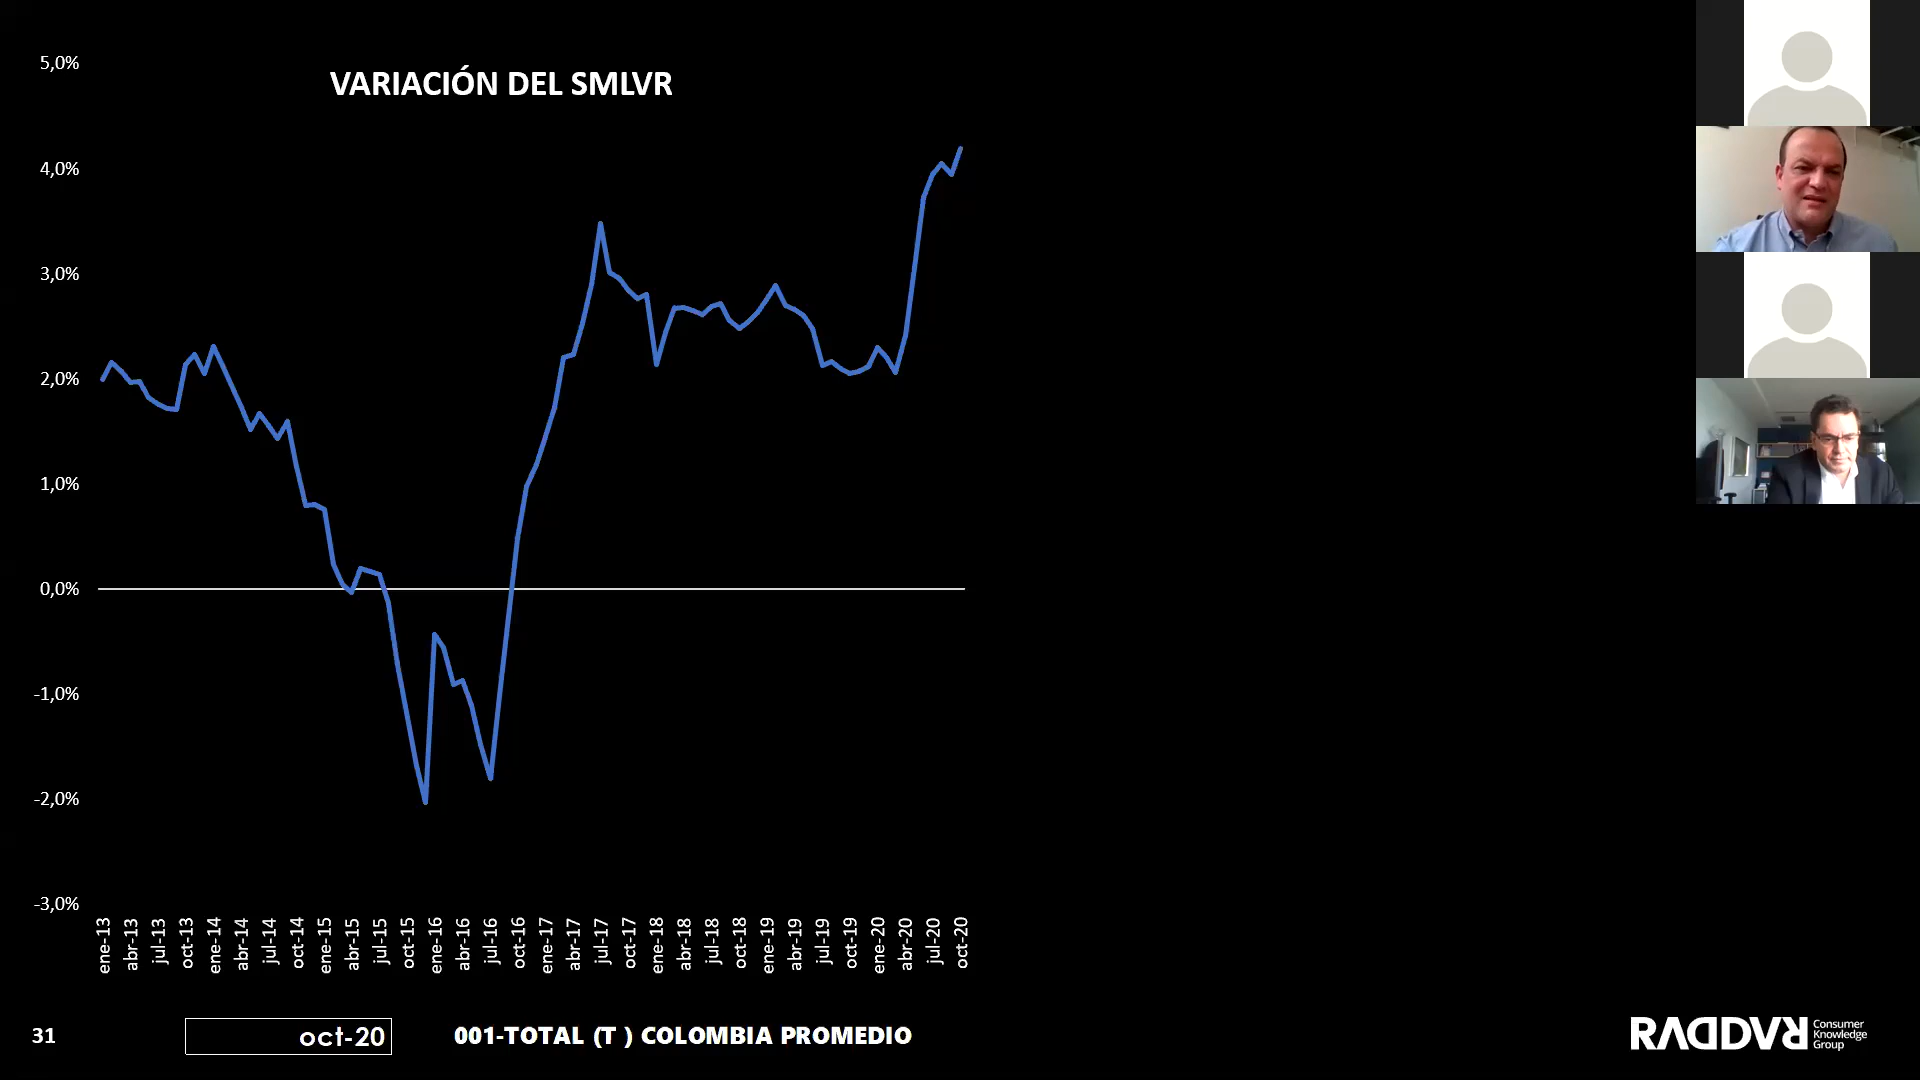 VARIACIÓN DEL SMLVR
5,0%
4,0%
3,0%
2,0%
1,0%
0,0%
-1,0%
-2,0%
-3,0%
ene-13
abr-13
jul-13
oct-13
ene-14
abr-14
jul-14
oct-14
ene-15
abr-15
jul-15
oct-15
ene-16
abr-16
jul-16
oct-16
ene-17
abr-17
jul-17
oct-17
ene-18
abr-18
jul-18
oct-18
ene-19
abr-19
jul-19
oct-19
ene-20
abr-20
jul-20
oct-20
31
oct-20
001-TOTAL (T ) COLOMBIA PROMEDIO
RADDAR
Consumer
Knowledge
Group